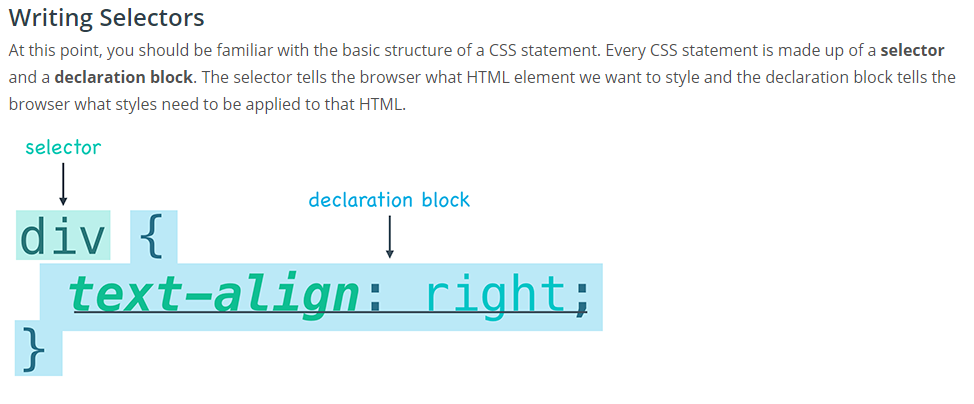 Writing Selectors
At this point, you should be familiar with the basic structure of a CSS statement. Every CSS statement is made up of a selector
and a declaration block. The selector tells the browser what HTML element we want to style and the declaration block tells the
browser what styles need to be applied to that HTML.
selector
declaration block
div {
text-align: right;
}